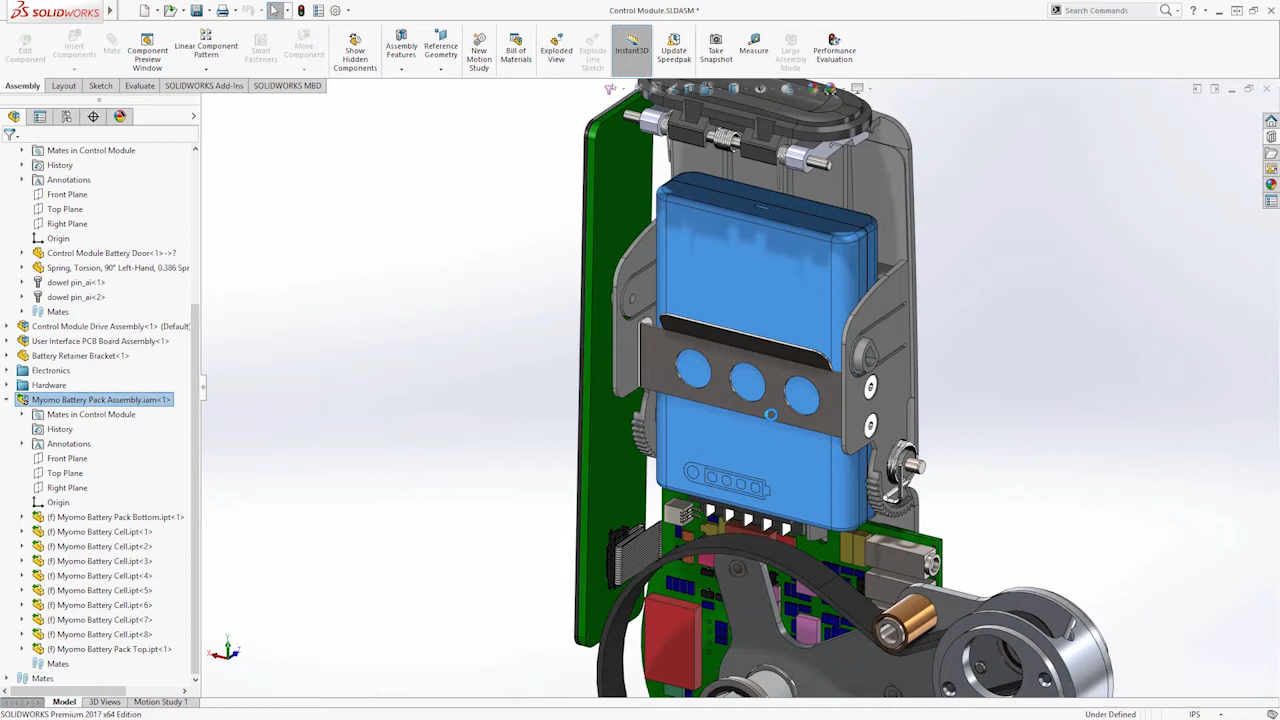 SOLIDWORKS
Control Module.SLDASM *
Search Commands
Edit Component
Insert Components
Mate
Component Preview Window
Linear Component Pattern
Smart Fasteners
Move Component
Show Hidden Components
Assembly Features
Reference Geometry
New Motion Study
Bill of Materials
Exploded View
Explode Line Sketch
Instant3D
Update Speedpak
Take Snapshot
Measure
Large Assembly Mode
Performance Evaluation
Assembly
Layout
Sketch
Evaluate
SOLIDWORKS Add-Ins
SOLIDWORKS MBD
Mates in Control Module
History
Annotations
Front Plane
Top Plane
Right Plane
Origin
Control Module Battery Door<1>->?
Spring, Torsion, 90° Left-Hand, 0.386 Spr
dowel pin_ai<1>
dowel pin_ai<2>
Mates
Control Module Drive Assembly<1> (Default)
User Interface PCB Board Assembly<1>
Battery Retainer Bracket<1>
Electronics
Hardware
Myomo Battery Pack Assembly.iam<1>
Mates in Control Module
History
Annotations
Front Plane
Top Plane
Right Plane
Origin
(f) Myomo Battery Pack Bottom.ipt<1>
(f) Myomo Battery Cell.ipt<1>
(f) Myomo Battery Cell.ipt<2>
(f) Myomo Battery Cell.ipt<3>
(f) Myomo Battery Cell.ipt<4>
(f) Myomo Battery Cell.ipt<5>
(f) Myomo Battery Cell.ipt<6>
(f) Myomo Battery Cell.ipt<7>
(f) Myomo Battery Cell.ipt<8>
(f) Myomo Battery Pack Top.ipt<1>
Mates
Mates
Y
X
Z
Model
3D Views
Motion Study 1
SOLIDWORKS Premium 2017 x64 Edition
Under Defined
IPS